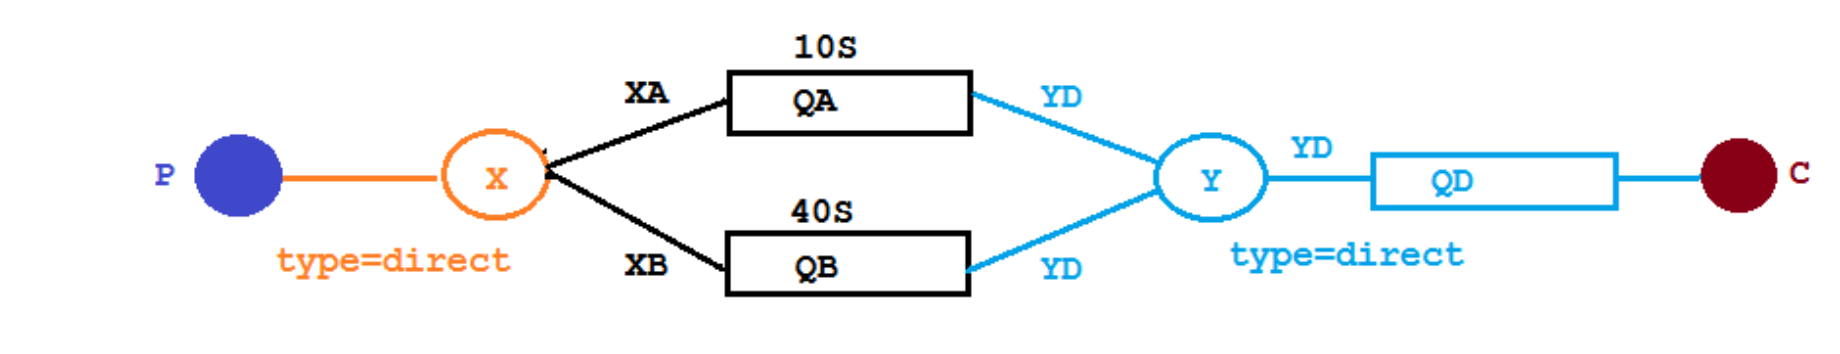 10S
XA
QA
YD
P
X
Y
YD
QD
C
40S
type=direct
XB
QB
YD
type=direct